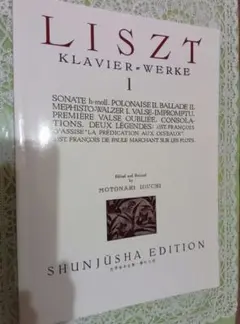 LISZT
KLAVIER-WERKE
I
SONATE h-moll. POLONAISE II. BALLADE II.
MEPHISTO-WALZER I. VALSE-IMPROMPTU.
PREMIÈRE VALSE OUBLIÉE. CONSOLA-
TIONS. DEUX LÉGENDES: (ST FRANÇOIS
D'ASSISE "LA PRÉDICATION AUX OISEAUX"
ST FRANÇOIS DE PAULE MARCHANT SUR LES FLOTS.
Edited and Revised
by
MOTONARI IGUCHI
SHUNJŪSHA EDITION